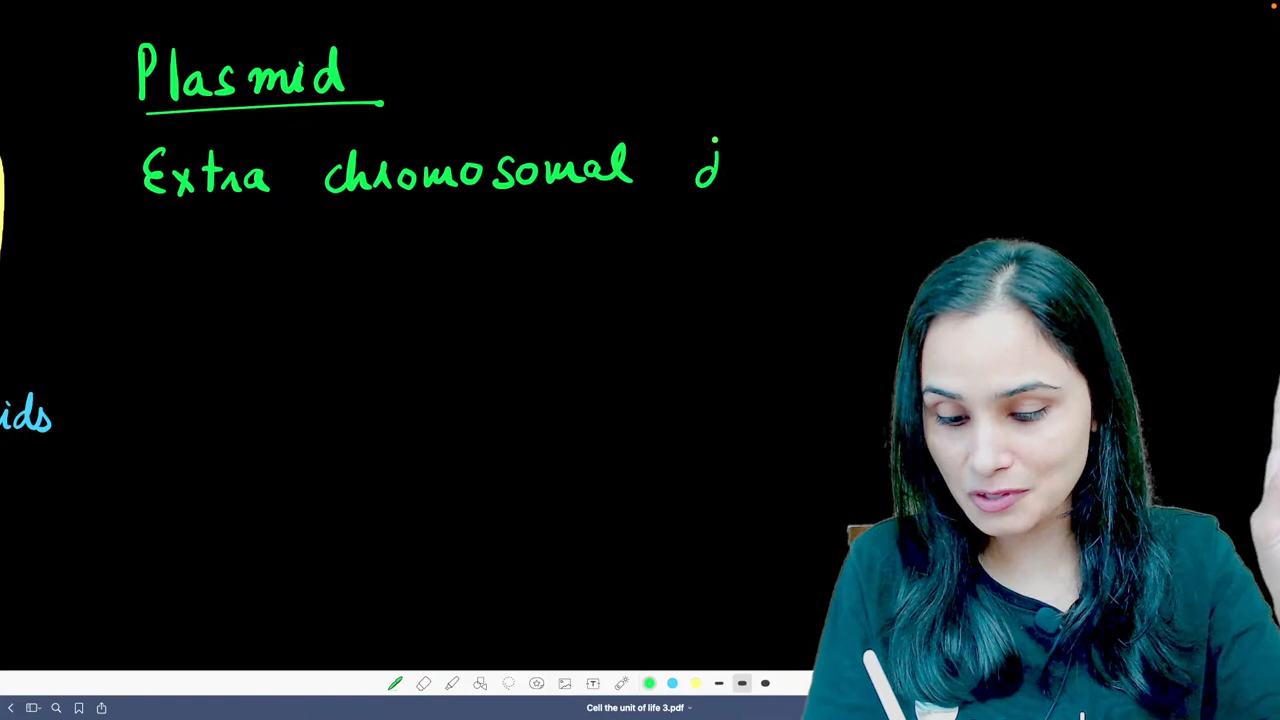 Plasmid
Extra chromosomal
ids
Cell the unit of life 3.pdf